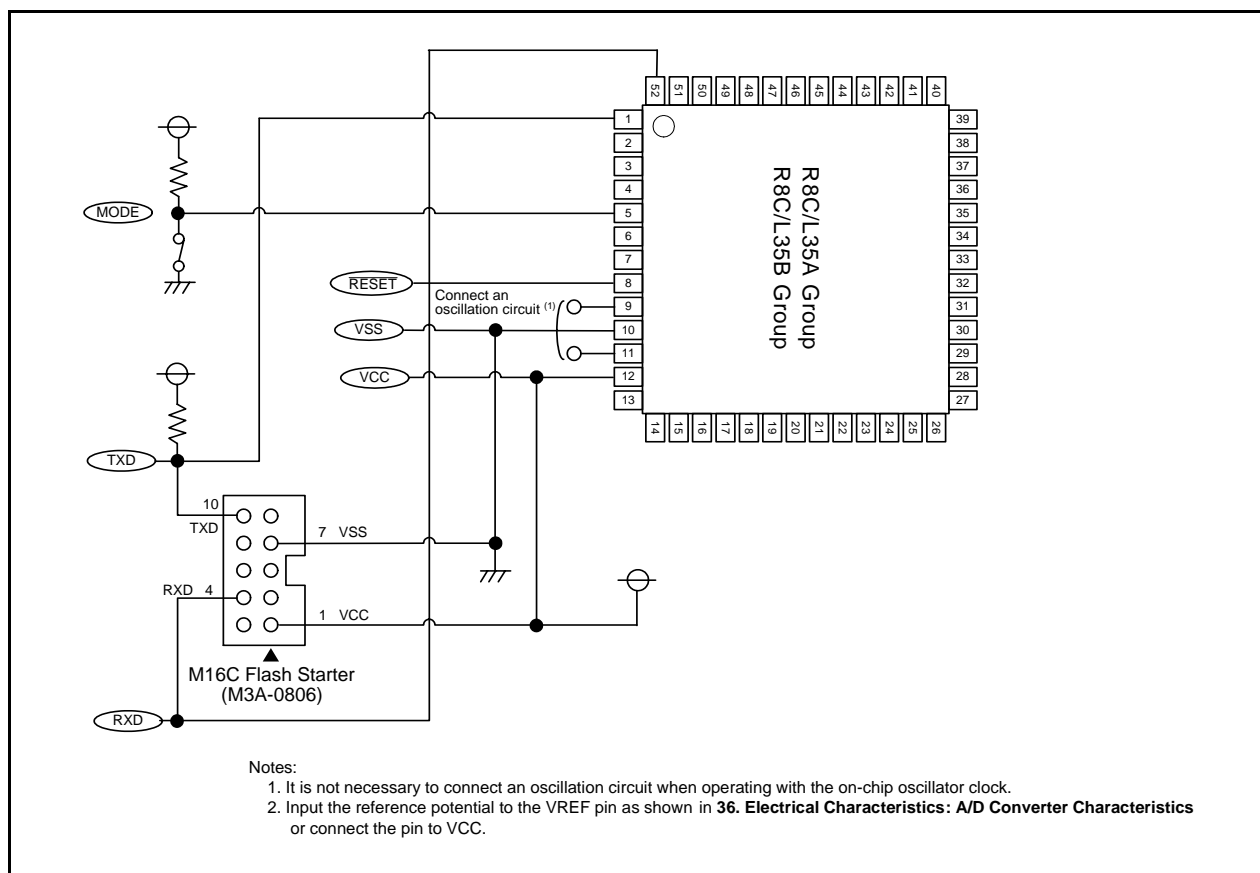 52
51
50
49
48
47
46
45
44
43
42
41
40
1
2
3
4
5
6
7
8
9
10
11
12
13
39
38
37
36
35
34
33
32
31
30
29
28
27
14
15
16
17
18
19
20
21
22
23
24
25
26
R8C/L35A Group
R8C/L35B Group
MODE
RESET
Connect an
oscillation circuit (1)
VSS
VCC
TXD
10
TXD
7 VSS
RXD 4
1 VCC
M16C Flash Starter
(M3A-0806)
RXD
Notes:
1. It is not necessary to connect an oscillation circuit when operating with the on-chip oscillator clock.
2. Input the reference potential to the VREF pin as shown in 36. Electrical Characteristics: A/D Converter Characteristics
or connect the pin to VCC.